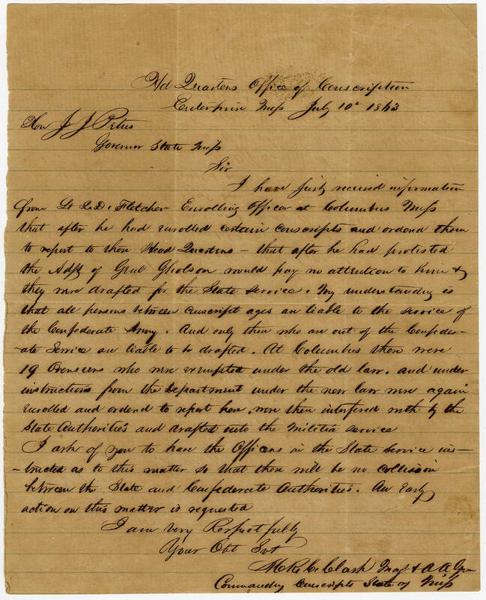 Hd Quarters Office of Conscription
Enterprise Miss July 10th 1863
Hon J J Pettus
Governor State Miss
Sir
I have just received information
from Lt Fletcher Enrolling Officer at Columbus Miss
that after he had enrolled certain conscripts and ordered them
to report to these Head Quarters - that after he had protested
the Adjt of Genl Gholson would pay no attention to him &
they were drafted for the State service. My understanding is
that all persons between conscript ages are liable to the service of
the Confederate Army. And only those who are out of the Confeder-
ate Service are liable to be drafted. At Columbus there were
19 Overseers who were exempted under the old law. and under
instructions from the Department under the new law were again
enrolled and ordered to report here, were then interfered with by the
State Authorities and drafted into the Militia service
I ask of you to have the Officers in the State service ins-
-tructed as to this matter so that there will be no collision
between the State and Confederate Authorities. An early
action on this matter is requested
I am very Respectfully
Your Obt Svt
Clark Maj & A A Gen
Commanding Conscripts State of Miss